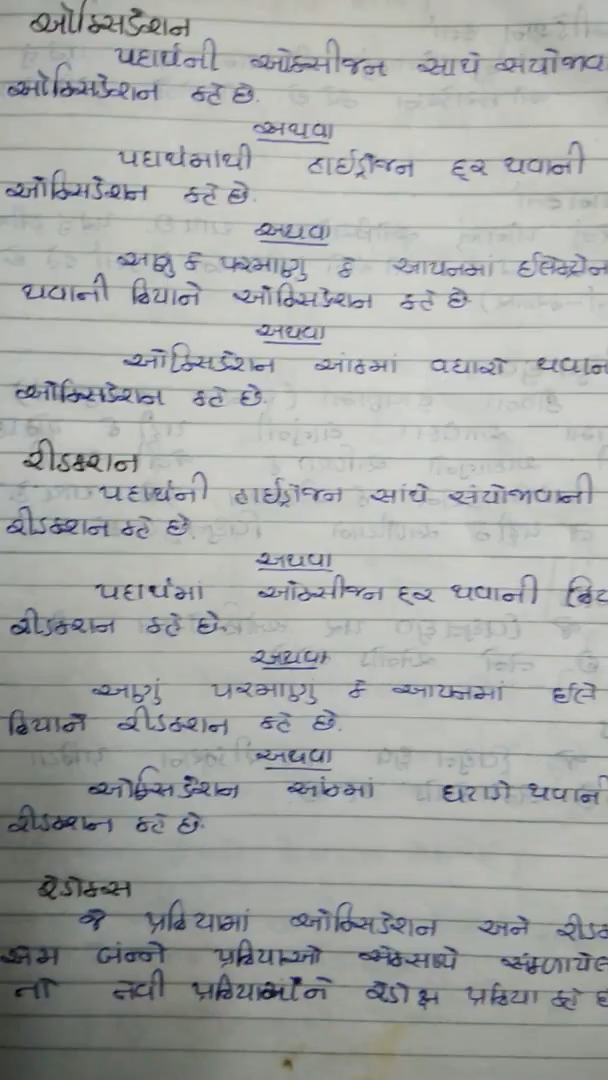 ઓક્સિડેશન
પદાર્થની ઓક્સીજન સાથે સંયોજવ
ઓક્સિડેશન કહે છે.
અથવા
પદાર્થમાંથી હાઈડ્રોજન દૂર થવાની
ઓક્સિડેશન કહે છે.
અથવા
અણુ કે પરમાણુ કે આયનમાં ઈલેક્ટ્રોન
થવાની ક્રિયાને ઓક્સિડેશન કહે છે
અથવા
ઓક્સિડેશન આંકમાં વધારો થવાન
ઓક્સિડેશન કહે છે.
રીડક્શન
પદાર્થની હાઈડ્રોજન સાથે સંયોજવાની
રીડક્શન કહે છે.
અથવા
પદાર્થમાં ઓક્સીજન દૂર થવાની ક્રિ
રીડક્શન કહે છે.
અથવા
અણું પરમાણું કે આયનમાં ઈલે
ક્રિયાને રીડક્શન કહે છે.
અથવા
ઓક્સિડેશન આંકમાં ઘટાડો થવાન
રીડક્શન કહે છે.
રેડોક્સ
જે પ્રક્રિયામાં ઓક્સિડેશન અને રીડક
એમ બંન્ને પ્રક્રિયાઓ એકસાથે સંકળાયેલ
તો તેવી પ્રક્રિયાઓને રેડોક્ષ પ્રક્રિયા કહે છ